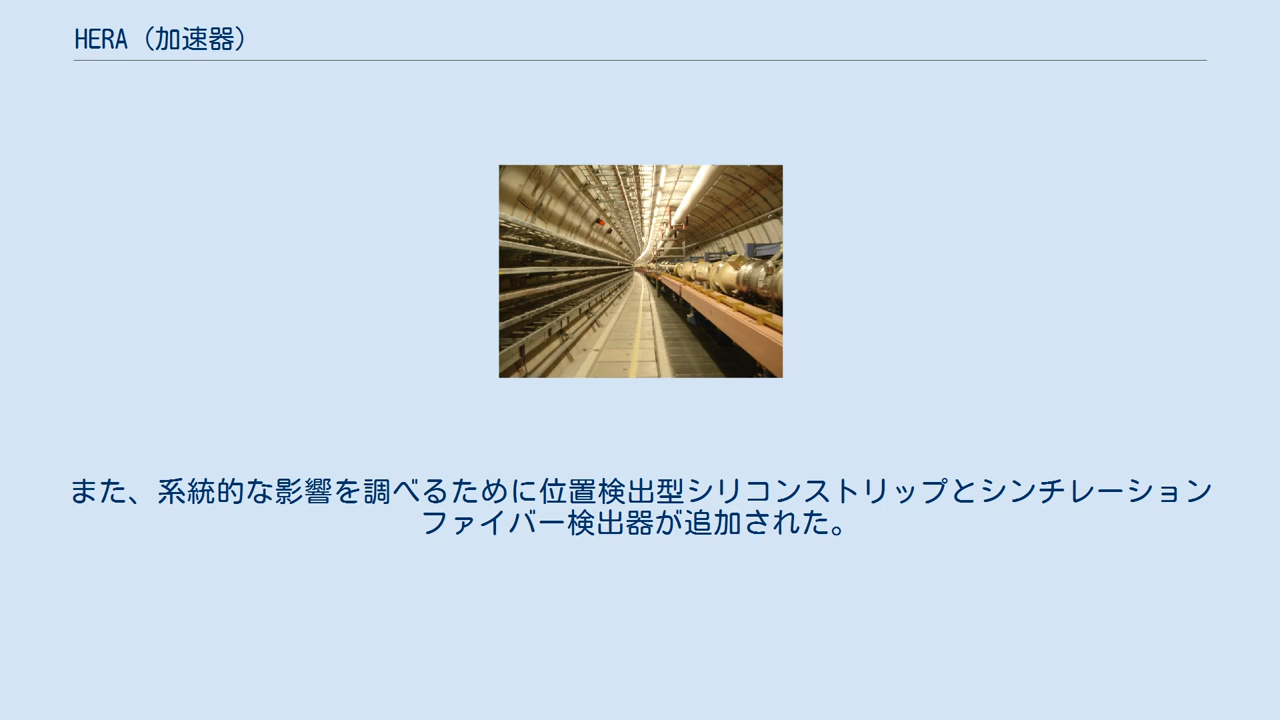 HERA（加速器）
また、系統的な影響を調べるために位置検出型シリコンストリップとシンチレーション
ファイバー検出器が追加された。